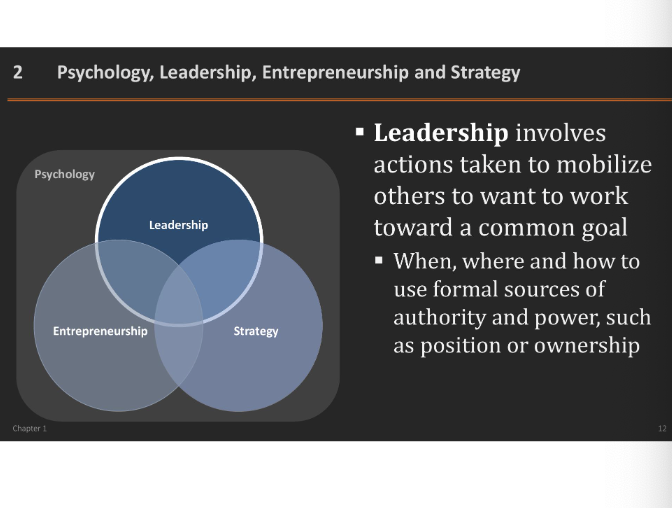 2 Psychology, Leadership, Entrepreneurship and Strategy
Psychology
Leadership
Entrepreneurship
Strategy
▪ Leadership involves
actions taken to mobilize
others to want to work
toward a common goal
▪ When, where and how to
use formal sources of
authority and power, such
as position or ownership
Chapter 1
12